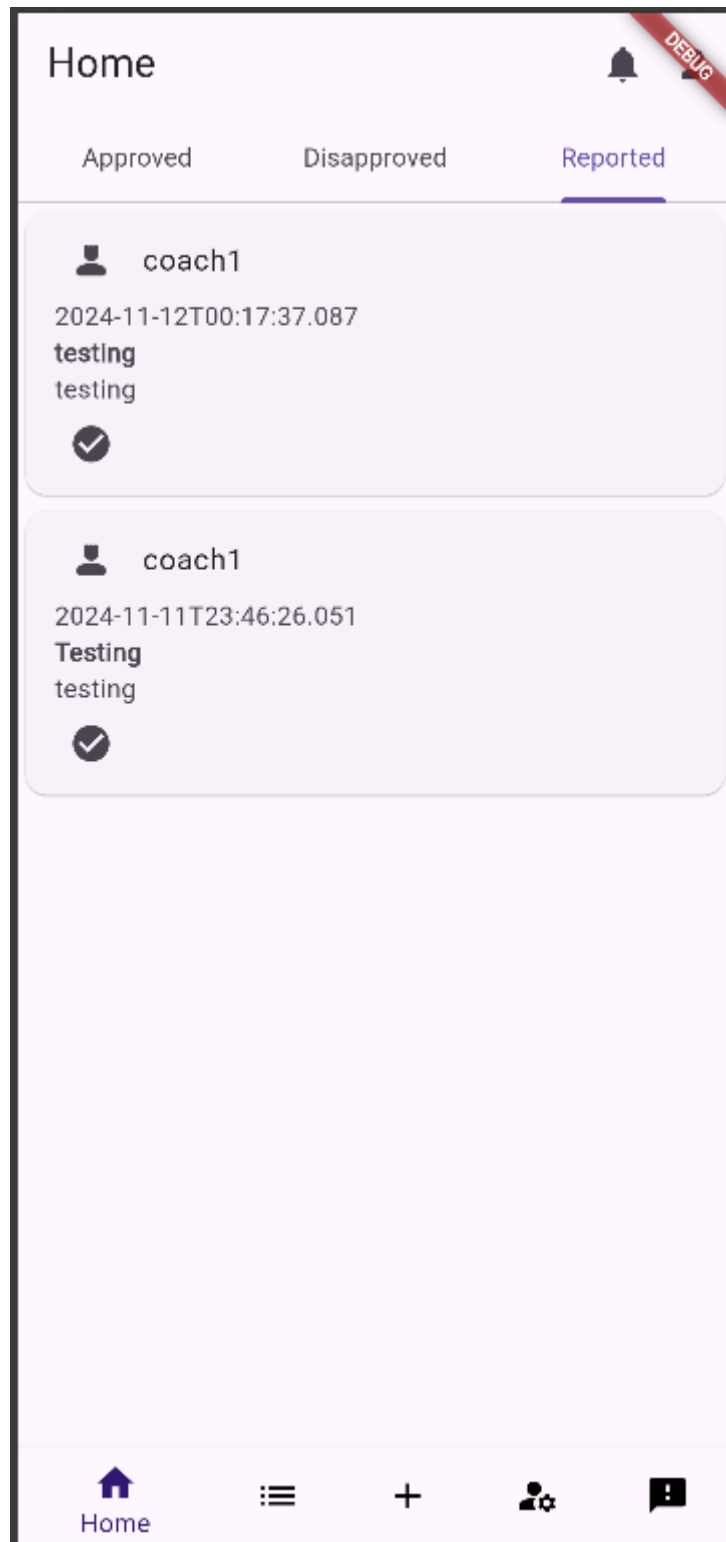 Home
DEBUG
Approved Disapproved Reported
coach1
2024-11-12T00:17:37.087
testing
testing
coach1
2024-11-11T23:46:26.051
Testing
testing
Home